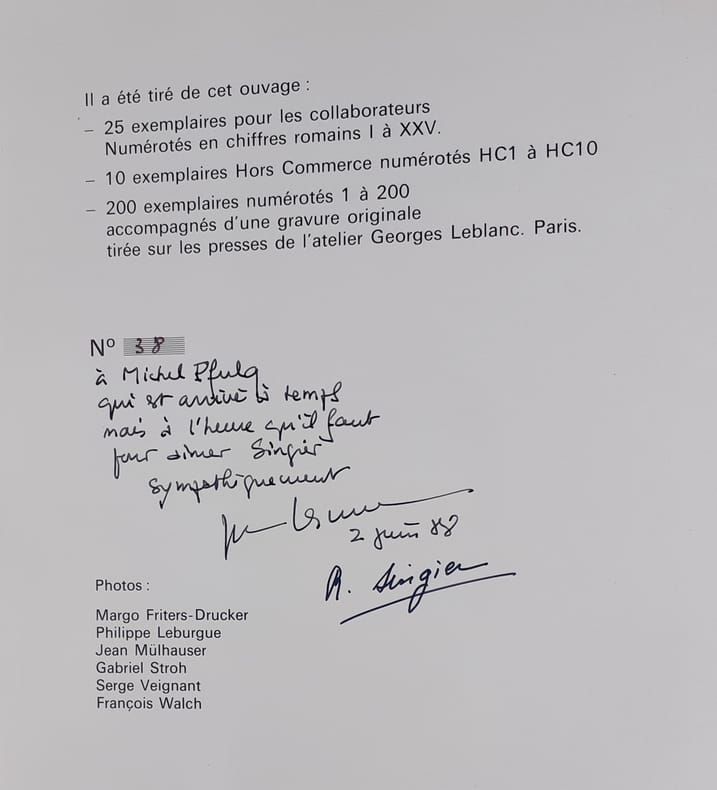 Il a été tiré de cet ouvage :
– 25 exemplaires pour les collaborateurs
Numérotés en chiffres romains I à XXV.
– 10 exemplaires Hors Commerce numérotés HC1 à HC10
– 200 exemplaires numérotés 1 à 200
accompagnés d'une gravure originale
tirée sur les presses de l'atelier Georges Leblanc. Paris.
Nº 38
à Michel Pfulg
qui est arrivé à temps
mais à l'heure qu'il faut
pour aimer Singier
sympathiquement
2 juin 88
R. Singier
Photos :
Margo Friters-Drucker
Philippe Leburgue
Jean Mülhauser
Gabriel Stroh
Serge Veignant
François Walch